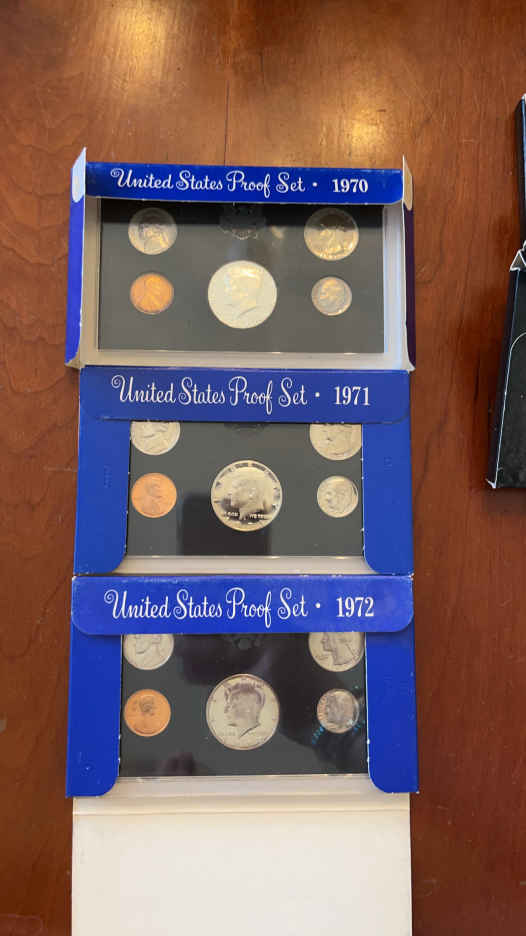 United States Proof Set · 1970
United States Proof Set · 1971
United States Proof Set · 1972